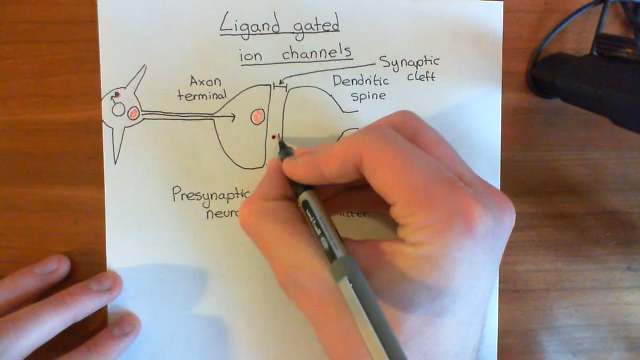 Ligand gated
ion channels
Axon
terminal
Synaptic
cleft
Dendritic
spine
Presynaptic